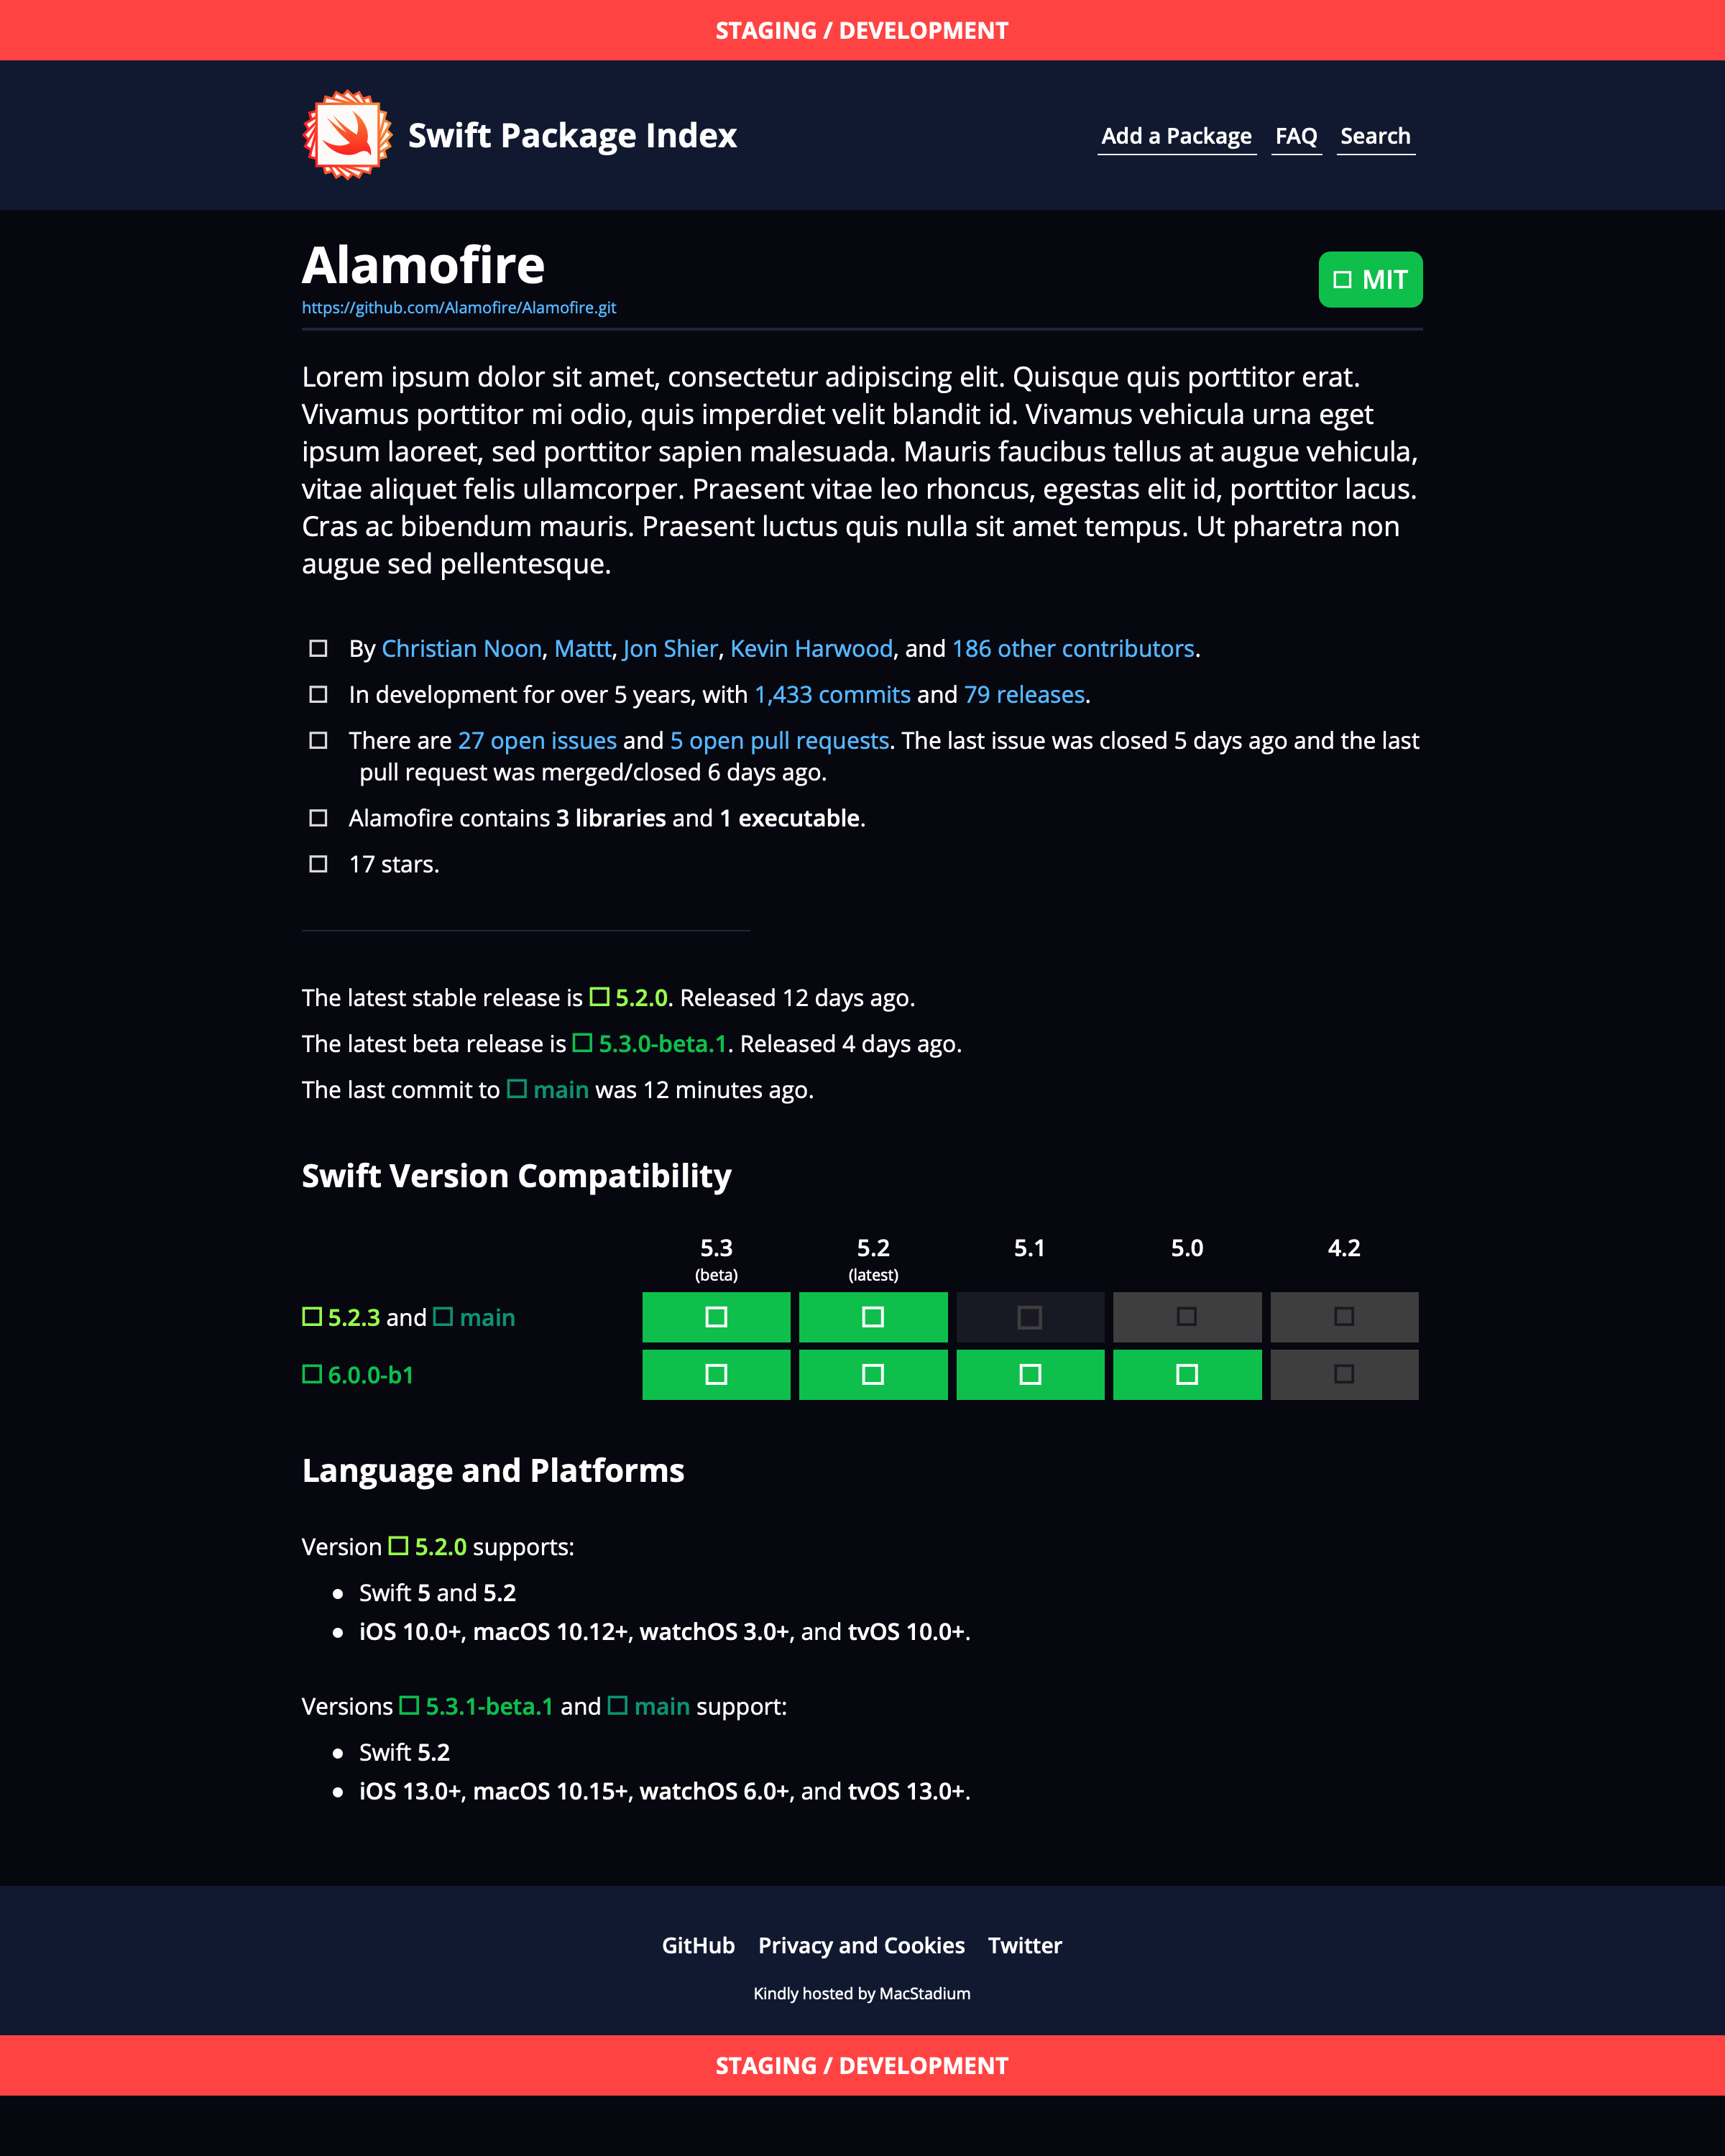 STAGING / DEVELOPMENT
Swift Package Index
Add a Package FAQ Search
Alamofire
MIT
https://github.com/Alamofire/Alamofire.git
Lorem ipsum dolor sit amet, consectetur adipiscing elit. Quisque quis porttitor erat.
Vivamus porttitor mi odio, quis imperdiet velit blandit id. Vivamus vehicula urna eget
ipsum laoreet, sed porttitor sapien malesuada. Mauris faucibus tellus at augue vehicula,
vitae aliquet felis ullamcorper. Praesent vitae leo rhoncus, egestas elit id, porttitor lacus.
Cras ac bibendum mauris. Praesent luctus quis nulla sit amet tempus. Ut pharetra non
augue sed pellentesque.
By Christian Noon, Mattt, Jon Shier, Kevin Harwood, and 186 other contributors.
In development for over 5 years, with 1,433 commits and 79 releases.
There are 27 open issues and 5 open pull requests. The last issue was closed 5 days ago and the last
pull request was merged/closed 6 days ago.
Alamofire contains 3 libraries and 1 executable.
17 stars.
The latest stable release is 5.2.0. Released 12 days ago.
The latest beta release is 5.3.0-beta.1. Released 4 days ago.
The last commit to main was 12 minutes ago.
Swift Version Compatibility
5.3 5.2 5.1 5.0 4.2
(beta) (latest)
5.2.3 and main
6.0.0-b1
Language and Platforms
Version 5.2.0 supports:
• Swift 5 and 5.2
• iOS 10.0+, macOS 10.12+, watchOS 3.0+, and tvOS 10.0+.
Versions 5.3.1-beta.1 and main support:
• Swift 5.2
• iOS 13.0+, macOS 10.15+, watchOS 6.0+, and tvOS 13.0+.
GitHub Privacy and Cookies Twitter
Kindly hosted by MacStadium
STAGING / DEVELOPMENT